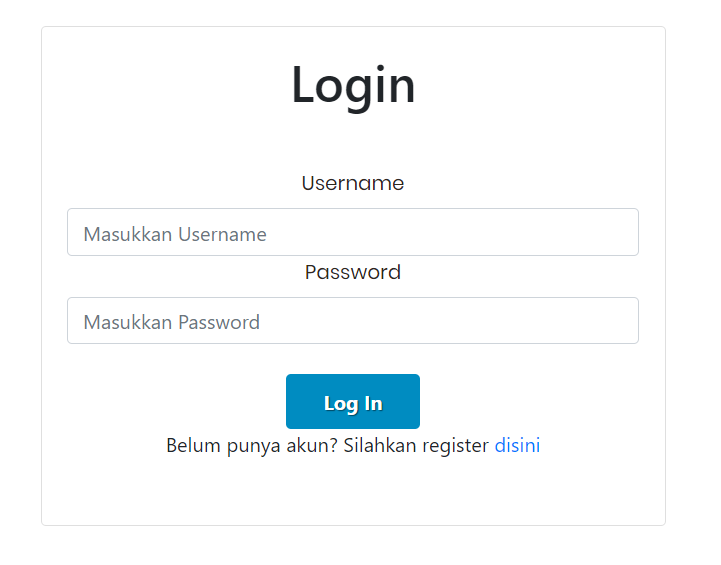 Login
Username
Masukkan Username
Password
Masukkan Password
Log In
Belum punya akun? Silahkan register disini